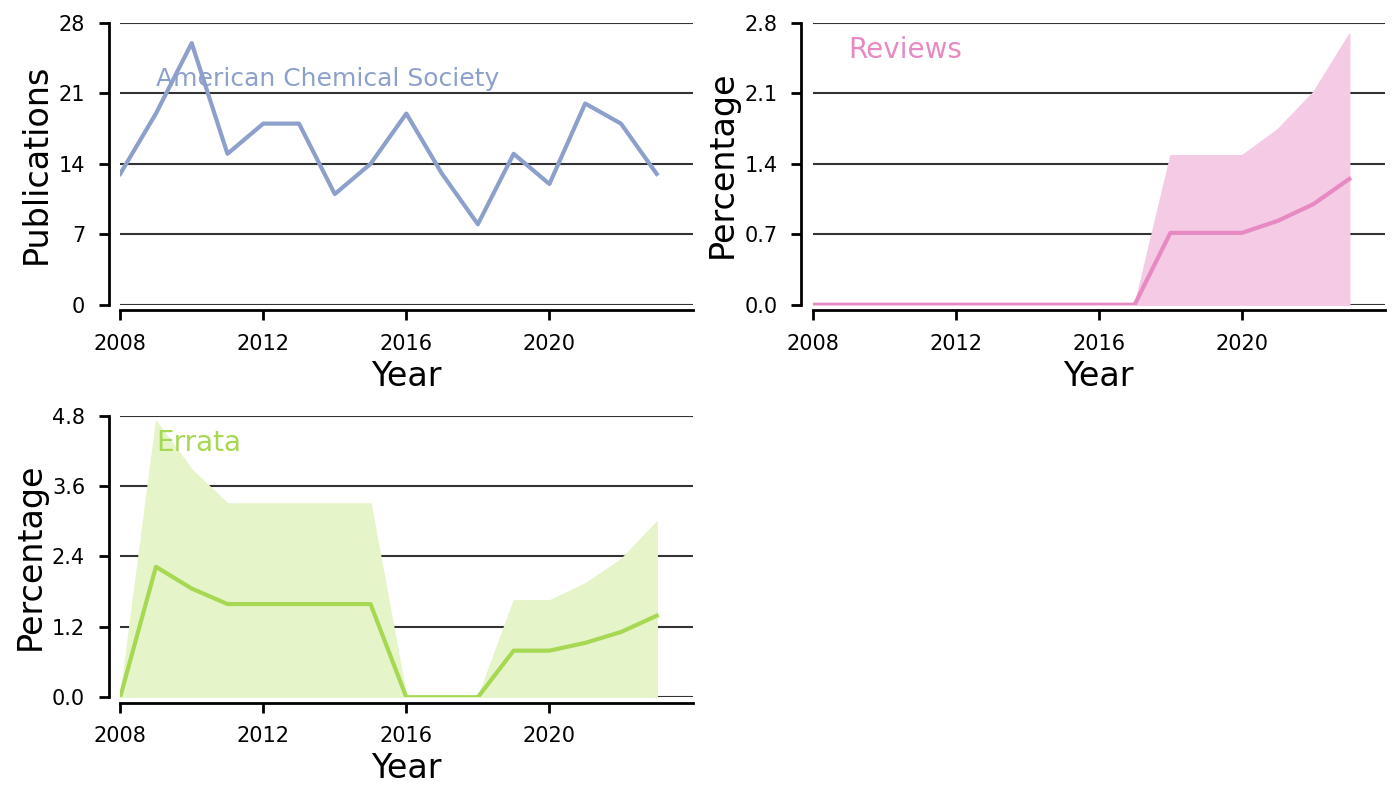 28
21
14
7
0
Publications
American Chemical Society
2008 2012 2016 2020
Year
2.8
2.1
1.4
0.7
0.0
Percentage
Reviews
2008 2012 2016 2020
Year
4.8
3.6
2.4
1.2
0.0
Percentage
Errata
2008 2012 2016 2020
Year